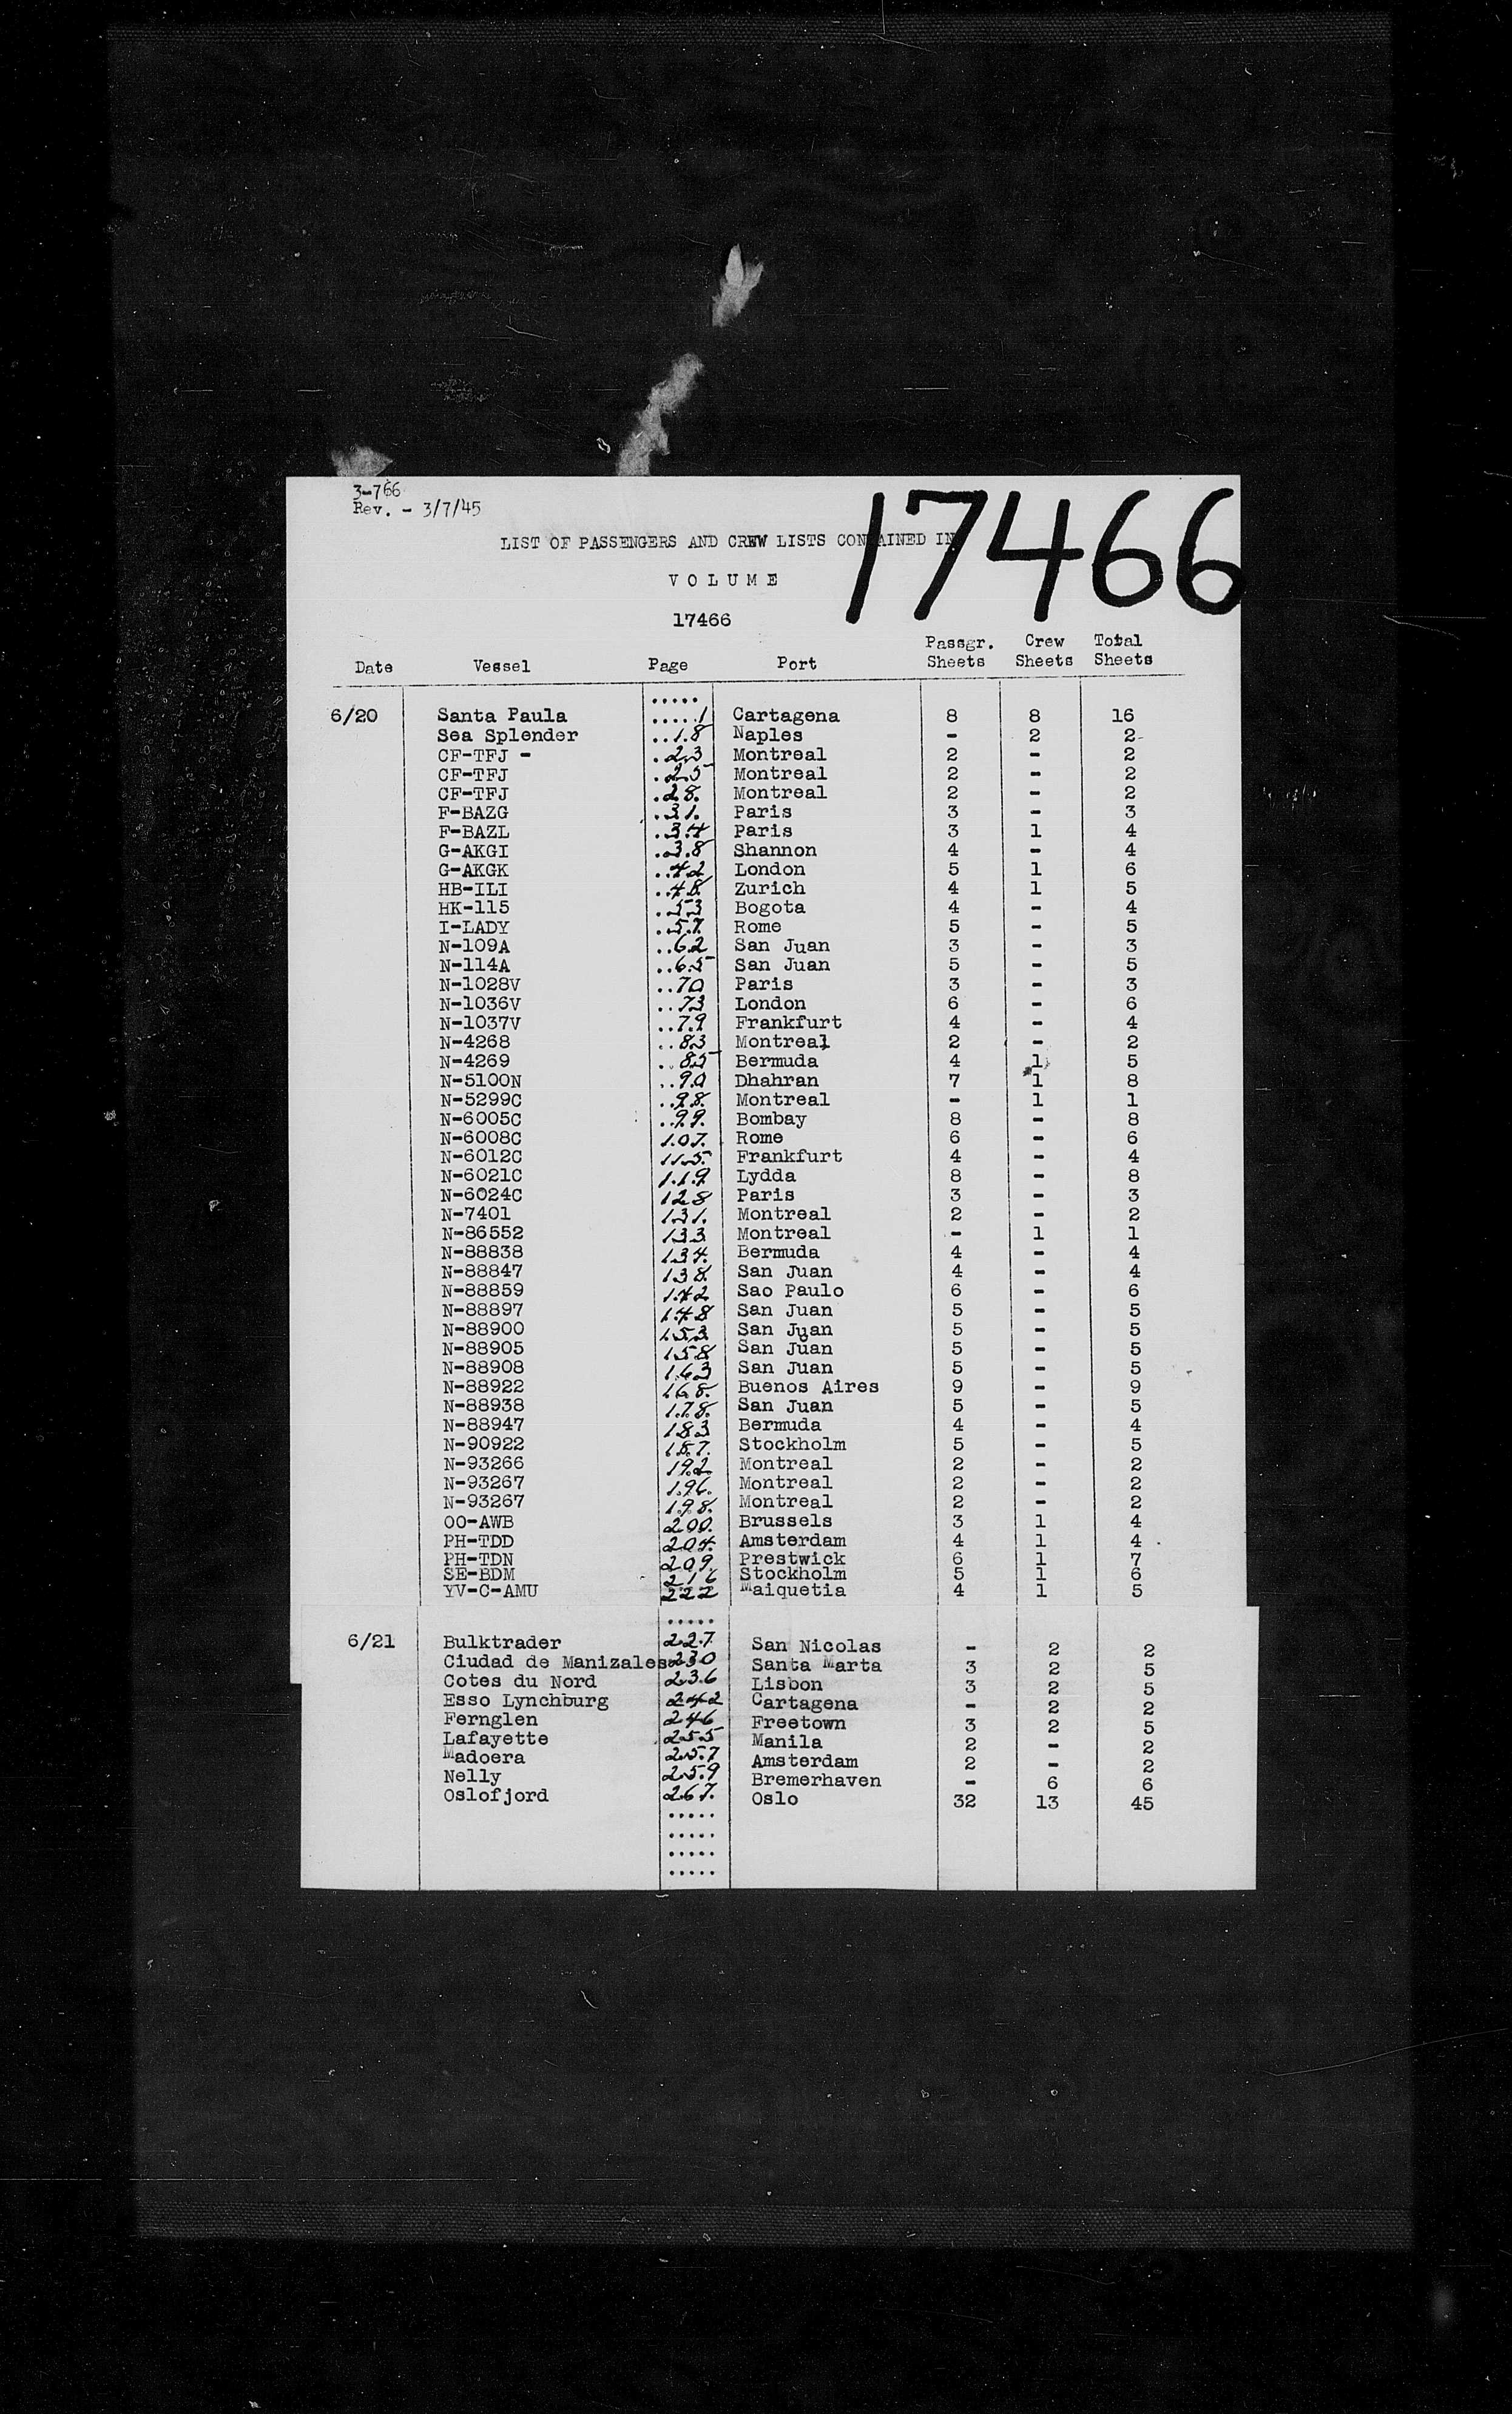 3-766
Rev. - 3/7/45
17466
LIST OF PASSENGERS AND CREW LISTS CONTAINED IN
VOLUME
17466
Date Vessel Page Port Passgr. Sheets Crew Sheets Total Sheets
.....
6/20 Santa Paula .....1 Cartagena 8 8 16
Sea Splender ..18 Naples - 2 2
CF-TFJ - .23 Montreal 2 - 2
CF-TFJ .25 Montreal 2 - 2
CF-TFJ .28. Montreal 2 - 2
F-BAZG ..31. Paris 3 - 3
F-BAZL ..34 Paris 3 1 4
G-AKGI ..38 Shannon 4 - 4
G-AKGK ..42 London 5 1 6
HB-ILI ..48. Zurich 4 1 5
HK-115 .53 Bogota 4 - 4
I-LADY .57 Rome 5 - 5
N-109A ..62 San Juan 3 - 3
N-114A ..65 San Juan 5 - 5
N-1028V ..70 Paris 3 - 3
N-1036V ..73 London 6 - 6
N-1037V ..79 Frankfurt 4 - 4
N-4268 ..83 Montreal 2 - 2
N-4269 ..85 Bermuda 4 1 5
N-5100N ..90 Dhahran 7 1 8
N-5299C ..98. Montreal - 1 1
N-6005C ..99. Bombay 8 - 8
N-6008C 107. Rome 6 - 6
N-6012C 115. Frankfurt 4 - 4
N-6021C 119 Lydda 8 - 8
N-6024C 128 Paris 3 - 3
N-7401 131. Montreal 2 - 2
N-86552 133 Montreal - 1 1
N-88838 134. Bermuda 4 - 4
N-88847 138. San Juan 4 - 4
N-88859 142 Sao Paulo 6 - 6
N-88897 148 San Juan 5 - 5
N-88900 153 San Juan 5 - 5
N-88905 158 San Juan 5 - 5
N-88908 163 San Juan 5 - 5
N-88922 168. Buenos Aires 9 - 9
N-88938 178. San Juan 5 - 5
N-88947 183 Bermuda 4 - 4
N-90922 187. Stockholm 5 - 5
N-93266 192. Montreal 2 - 2
N-93267 196. Montreal 2 - 2
N-93267 198. Montreal 2 - 2
OO-AWB 200. Brussels 3 1 4
PH-TDD 204. Amsterdam 4 1 4
PH-TDN 209. Prestwick 6 1 7
SE-BDM 216 Stockholm 5 1 6
YV-C-AMU 222 Maiquetia 4 1 5
.....
6/21 Bulktrader 227 San Nicolas - 2 2
Ciudad de Manizales 230 Santa Marta 3 2 5
Cotes du Nord 236 Lisbon 3 2 5
Esso Lynchburg 242 Cartagena - 2 2
Fernglen 246 Freetown 3 2 5
Lafayette 255 Manila 2 - 2
Madoera 257 Amsterdam 2 - 2
Nelly 259 Bremerhaven - 6 6
Oslofjord 267. Oslo 32 13 45
.....
.....
.....
.....